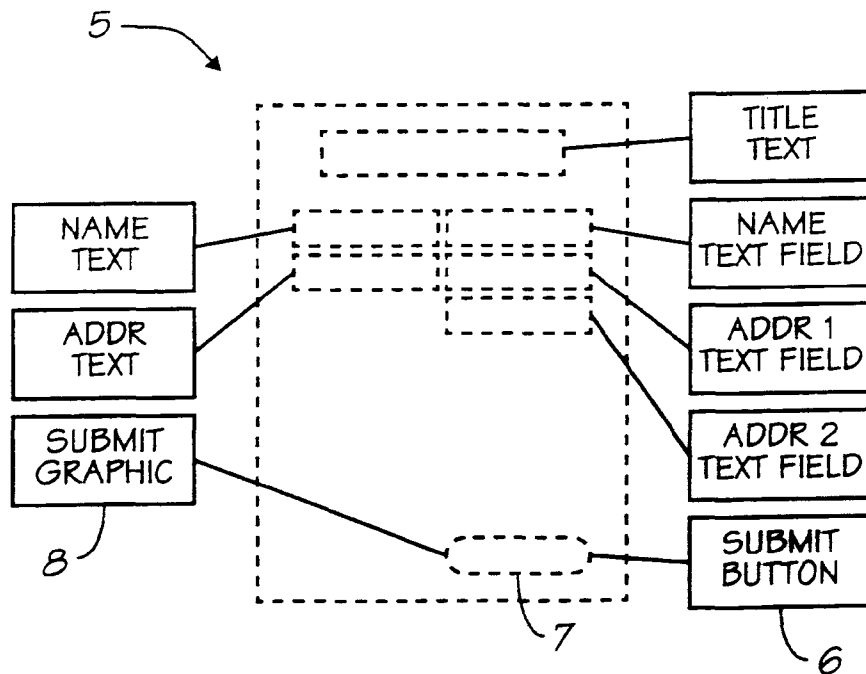 5
TITLE
TEXT
NAME
TEXT
NAME
TEXT FIELD
ADDR
TEXT
ADDR 1
TEXT FIELD
SUBMIT
GRAPHIC
ADDR 2
TEXT FIELD
8
SUBMIT
BUTTON
7
6